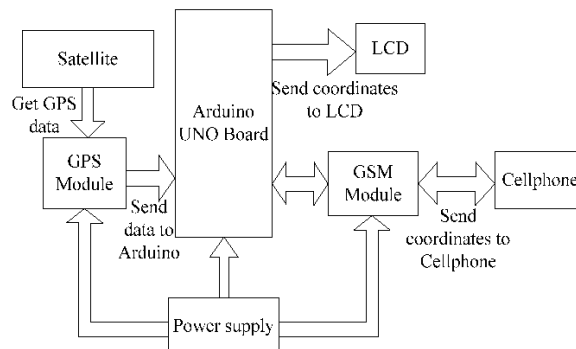 Satellite
Get GPS
data
GPS
Module
Send
data to
Arduino
Arduino
UNO Board
LCD
Send coordinates
to LCD
GSM
Module
Cellphone
Send
coordinates to
Cellphone
Power supply